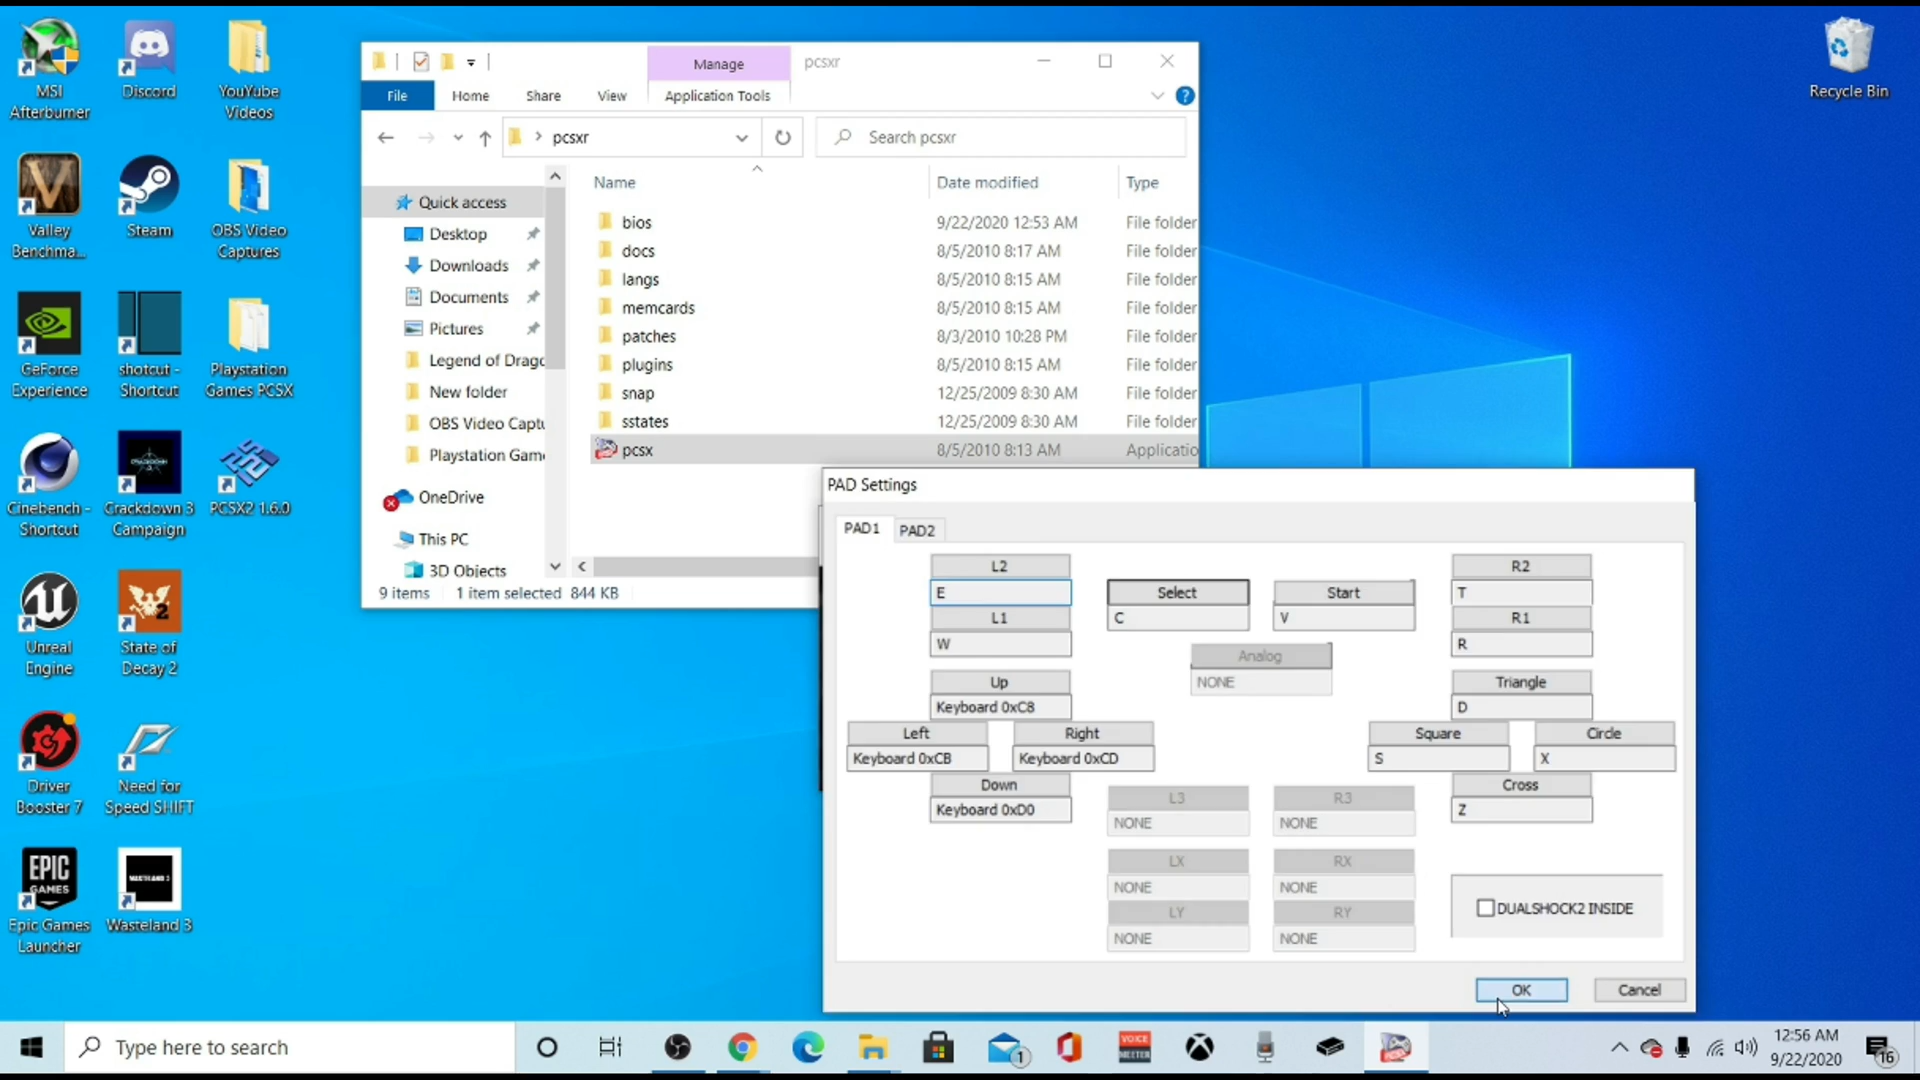 MSI
Afterburner
Discord
YouYube
Videos
Valley
Benchma...
Steam
OBS Video
Captures
GeForce
Experience
shotcut -
Shortcut
Playstation
Games PCSX
Cinebench -
Shortcut
Crackdown 3
Campaign
PCSX2 1.6.0
Unreal
Engine
State of
Decay 2
Driver
Booster 7
Need for
Speed SHIFT
EPIC
GAMES
Epic Games
Launcher
WASTELAND 3
Wasteland 3
Recycle Bin
Manage
pcsxr
File
Home
Share
View
Application Tools
pcsxr
Search pcsxr
Name
Date modified
Type
Quick access
Desktop
Downloads
Documents
Pictures
Legend of Drago
New folder
OBS Video Captu
Playstation Game
OneDrive
This PC
3D Objects
bios 9/22/2020 12:53 AM File folder
docs 8/5/2010 8:17 AM File folder
langs 8/5/2010 8:15 AM File folder
memcards 8/5/2010 8:15 AM File folder
patches 8/3/2010 10:28 PM File folder
plugins 8/5/2010 8:15 AM File folder
snap 12/25/2009 8:30 AM File folder
sstates 12/25/2009 8:30 AM File folder
pcsx 8/5/2010 8:13 AM Applicatio
9 items 1 item selected 844 KB
PAD Settings
PAD1 PAD2
L2
E
L1
W
Select
C
Start
V
R2
T
R1
R
Analog
NONE
Up
Keyboard 0xC8
Left
Keyboard 0xCB
Right
Keyboard 0xCD
Down
Keyboard 0xD0
Triangle
D
Square
S
Circle
X
Cross
Z
L3
NONE
R3
NONE
LX
NONE
RX
NONE
LY
NONE
RY
NONE
DUALSHOCK2 INSIDE
OK
Cancel
Type here to search
1
VOICE
MEETER
12:56 AM
9/22/2020
16